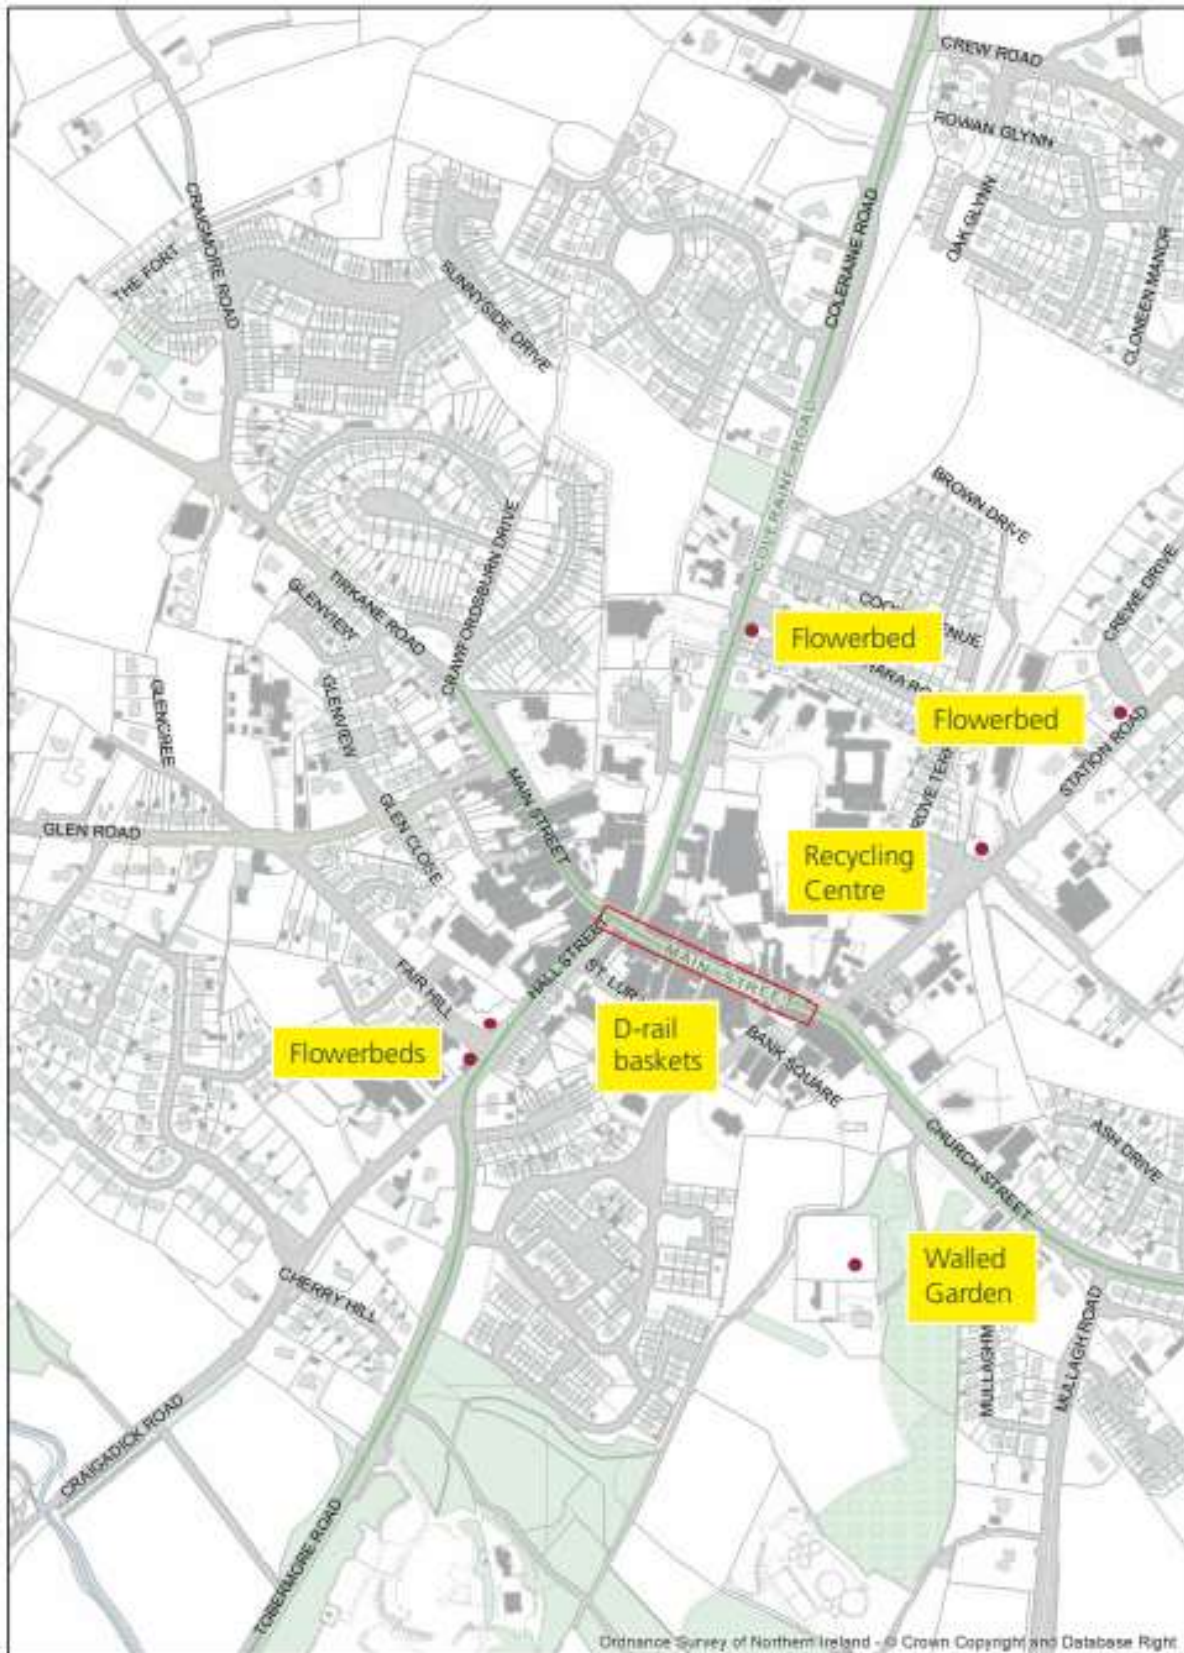 CREW ROAD
ROWAN GLYNN
OAK GLYNN
CLONEEN MANOR
COLERAINE ROAD
CRAIGMORE ROAD
THE FORT
SUNNYSIDE DRIVE
COLERAINE ROAD
BROWN DRIVE
CREWE DRIVE
CRAWFORDSBURN DRIVE
TIRKANE ROAD
GLENVIEW
GLENVIEW
Flowerbed
Flowerbed
STATION ROAD
GLENCREE
MAIN STREET
GLEN CLOSE
GLEN ROAD
Recycling
Centre
HALL STREET
MAIN STREET
FAIR HILL
Flowerbeds
D-rail
baskets
BANK SQUARE
CHURCH STREET
ASH DRIVE
Walled
Garden
CHERRY HILL
MULLAGH ROAD
CRAIGADICK ROAD
TOBERMORE ROAD
Ordnance Survey of Northern Ireland - © Crown Copyright and Database Right